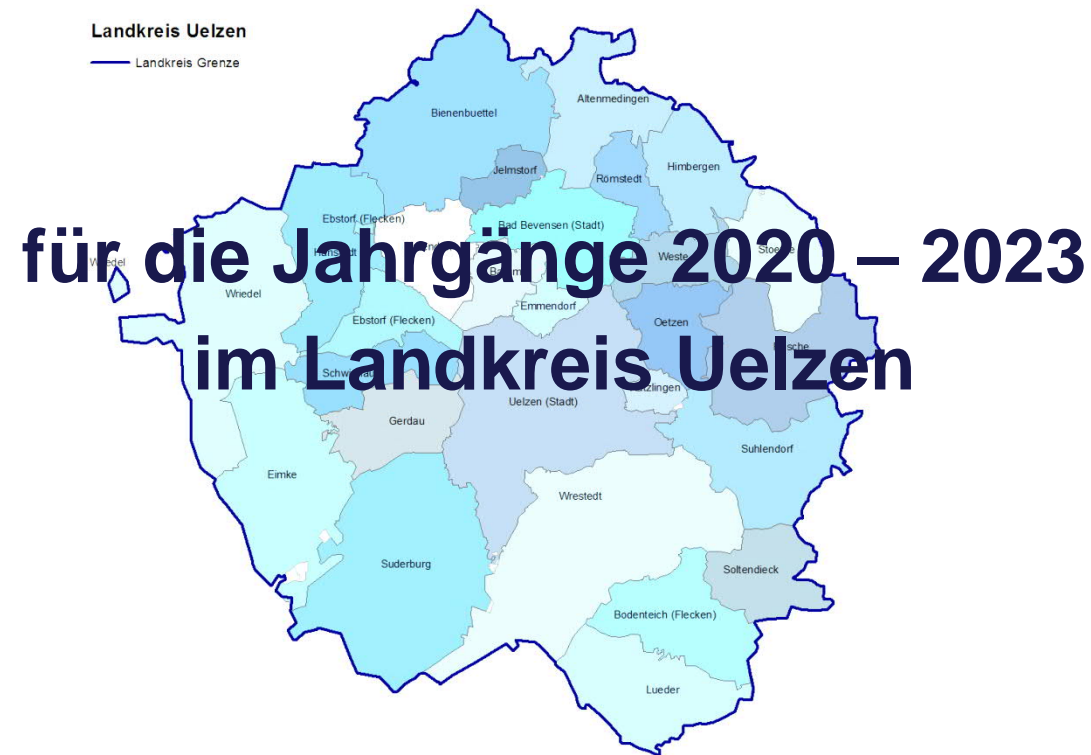 Landkreis Uelzen
Landkreis Grenze
Altenmedingen
Bienenbuettel
Himbergen
Jelmstorf
Römstedt
Ebstorf (Flecken)
Bad Bevensen (Stadt)
für die Jahrgänge 2020 – 2023
Weste
Wriedel
Emmendorf
Ebstorf (Flecken)
Oetzen
im Landkreis Uelzen
Uelzen (Stadt)
Gerdau
Suhlendorf
Eimke
Wrestedt
Suderburg
Soltendieck
Bodenteich (Flecken)
Lueder